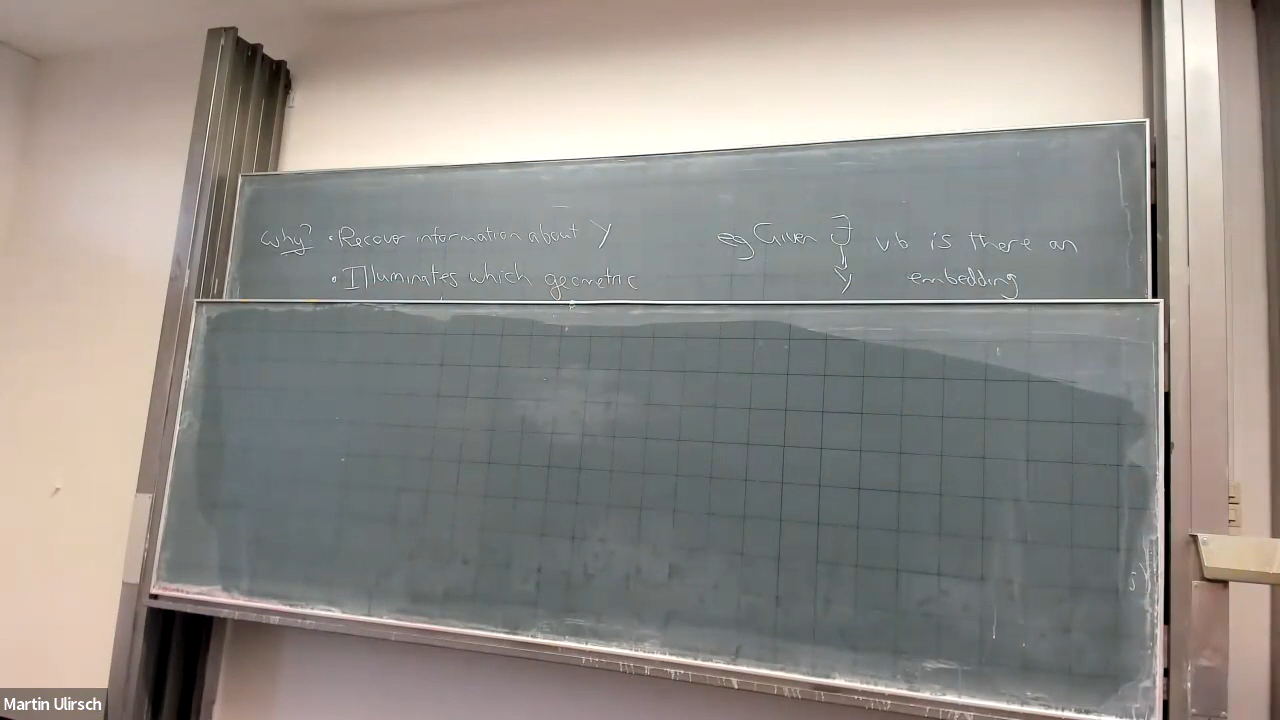 Why? • Recover information about Y
• Illuminates which geometric
eg Given
↓
Y
vb is there an
embedding
Martin Ulirsch